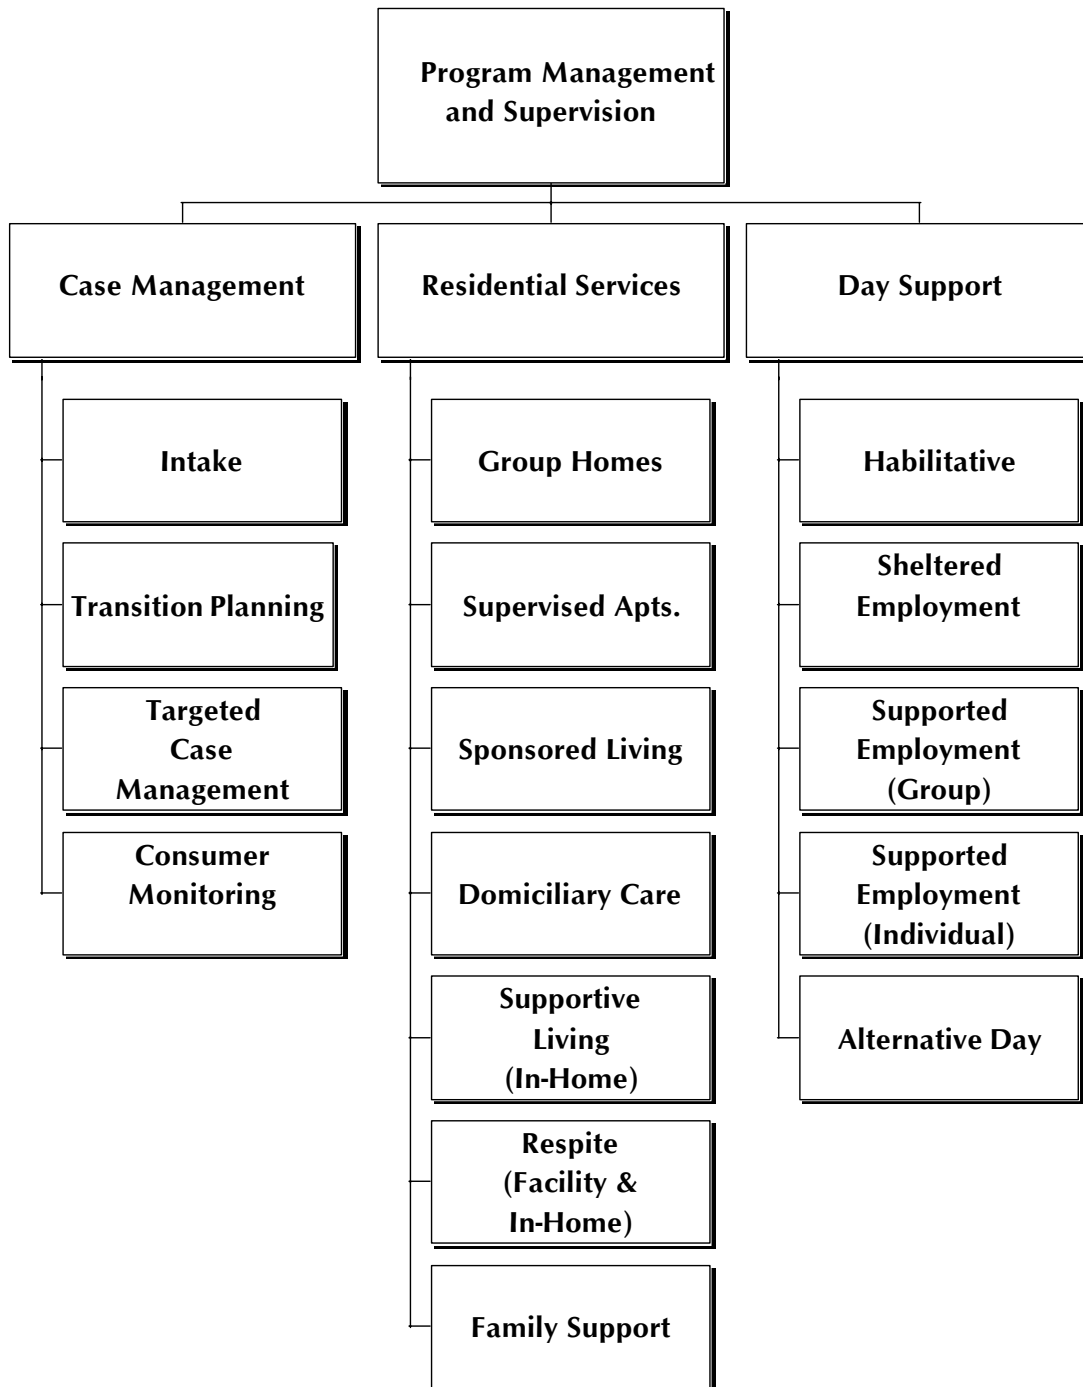 Program Management
and Supervision
Case Management
Residential Services
Day Support
Intake
Transition Planning
Targeted
Case
Management
Consumer
Monitoring
Group Homes
Supervised Apts.
Sponsored Living
Domiciliary Care
Supportive
Living
(In-Home)
Respite
(Facility &
In-Home)
Family Support
Habilitative
Sheltered
Employment
Supported
Employment
(Group)
Supported
Employment
(Individual)
Alternative Day